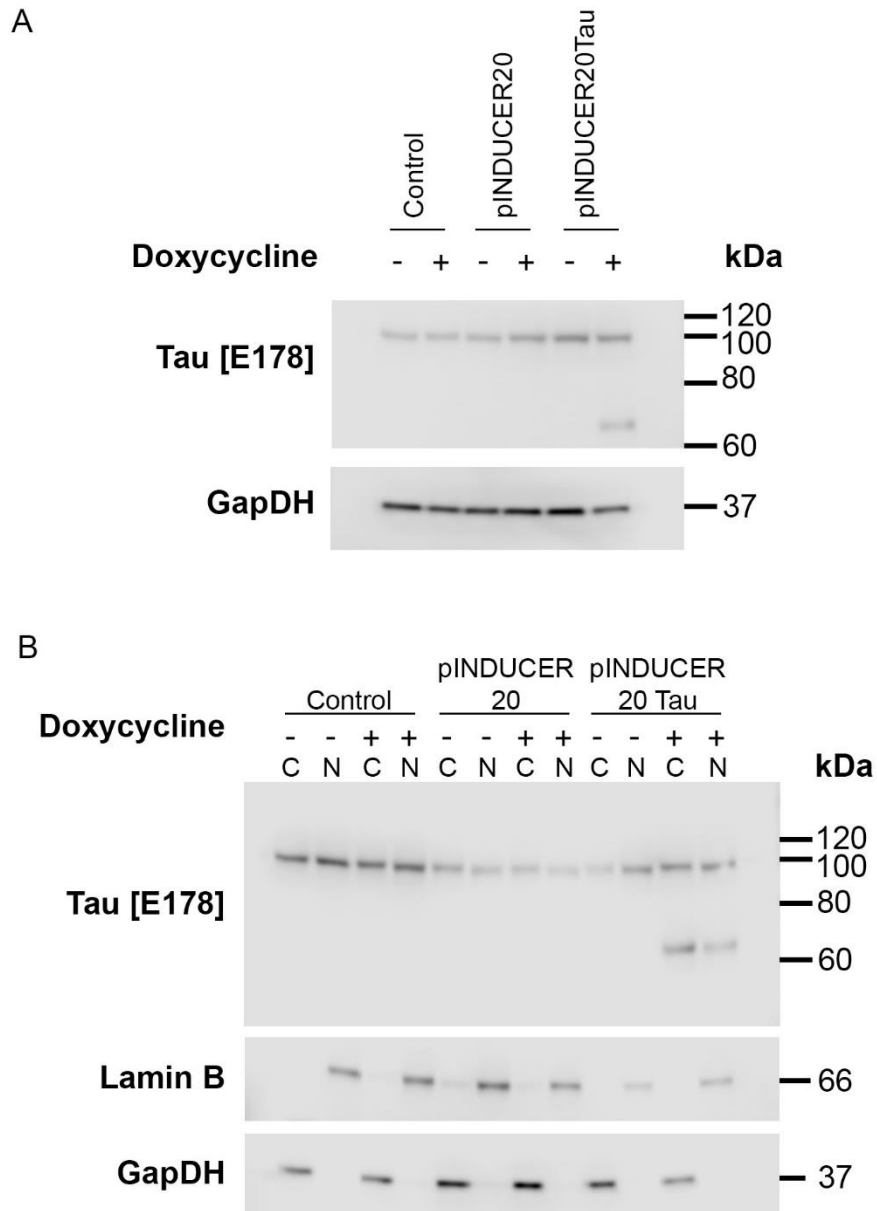 A
Control
pINDUCER20
pINDUCER20Tau
Doxycycline - + - + - + kDa
Tau [E178]
120
100
80
60
GapDH
37
B
Control
pINDUCER
20
pINDUCER
20 Tau
Doxycycline - - + + - - + + - - + +
C N C N C N C N C N C N kDa
Tau [E178]
120
100
80
60
Lamin B 66
GapDH 37